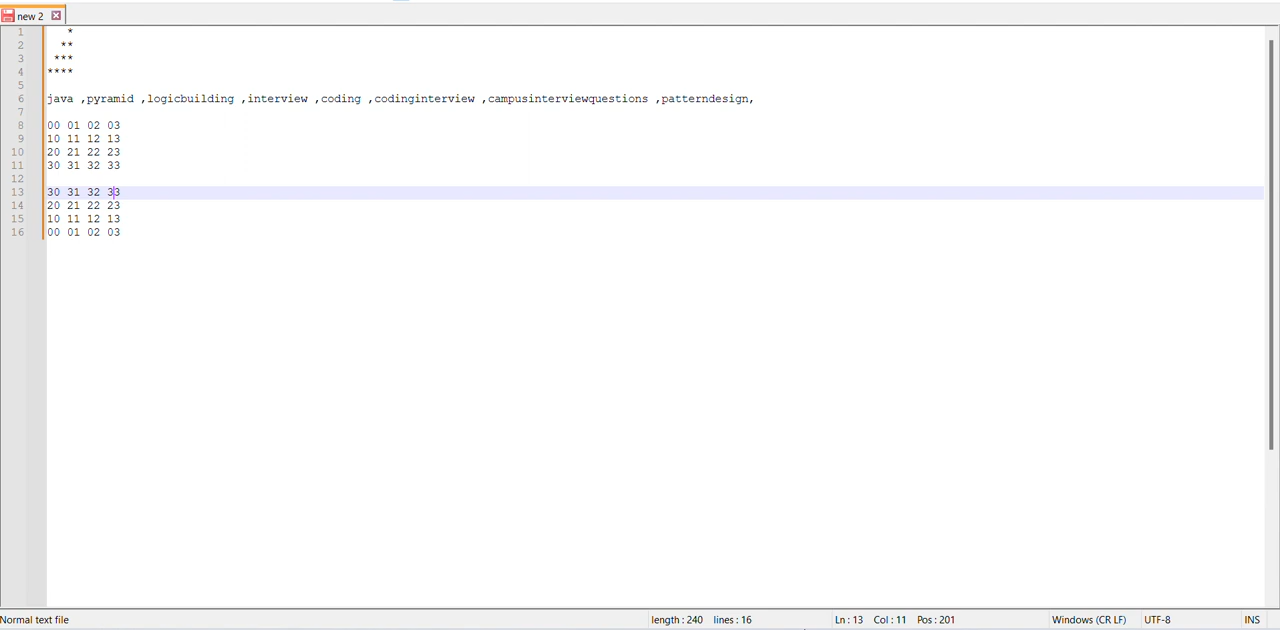 new 2
1 *
2 **
3 ***
4 ****
5
6 java ,pyramid ,logicbuilding ,interview ,coding ,codinginterview ,campusinterviewquestions ,patterndesign,
7
8 00 01 02 03
9 10 11 12 13
10 20 21 22 23
11 30 31 32 33
12
13 30 31 32 33
14 20 21 22 23
15 10 11 12 13
16 00 01 02 03
Normal text file length : 240 lines : 16 Ln : 13 Col : 11 Pos : 201 Windows (CR LF) UTF-8 INS